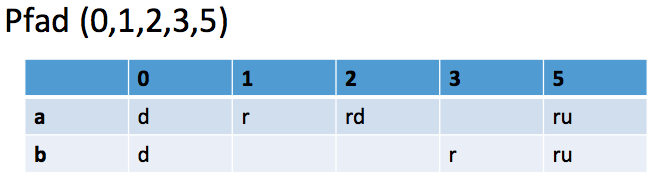 Pfad (0,1,2,3,5)
0 1 2 3 5
a d r rd ru
b d r ru